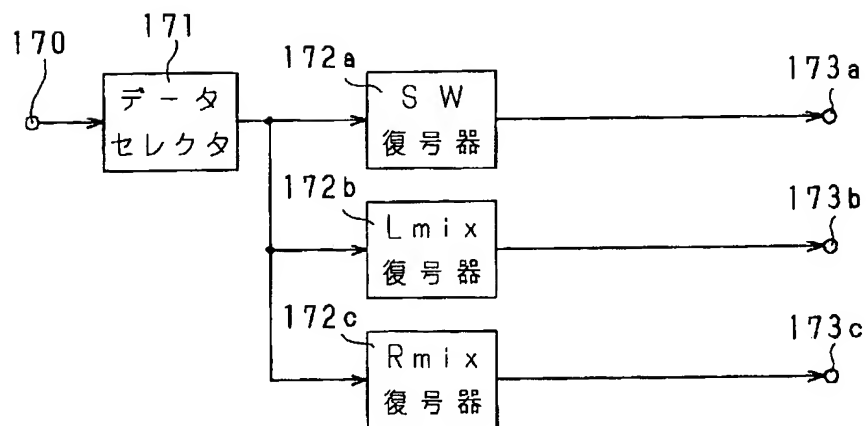 170
171
データ
セレクタ
172a
SW
復号器
173a
172b
Lmix
復号器
173b
172c
Rmix
復号器
173c